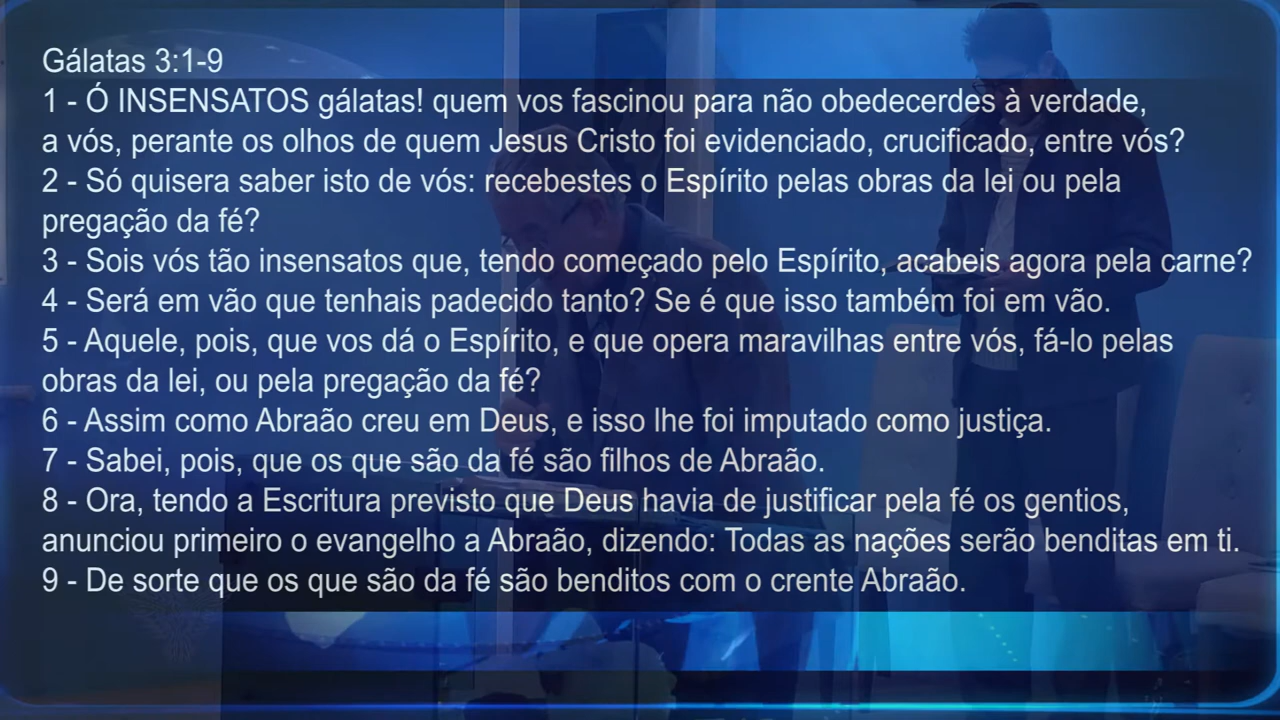 Gálatas 3:1-9
1 - Ó INSENSATOS gálatas! quem vos fascinou para não obedecerdes à verdade,
a vós, perante os olhos de quem Jesus Cristo foi evidenciado, crucificado, entre vós?
2 - Só quisera saber isto de vós: recebestes o Espírito pelas obras da lei ou pela
pregação da fé?
3 - Sois vós tão insensatos que, tendo começado pelo Espírito, acabeis agora pela carne?
4 - Será em vão que tenhais padecido tanto? Se é que isso também foi em vão.
5 - Aquele, pois, que vos dá o Espírito, e que opera maravilhas entre vós, fá-lo pelas
obras da lei, ou pela pregação da fé?
6 - Assim como Abraão creu em Deus, e isso lhe foi imputado como justiça.
7 - Sabei, pois, que os que são da fé são filhos de Abraão.
8 - Ora, tendo a Escritura previsto que Deus havia de justificar pela fé os gentios,
anunciou primeiro o evangelho a Abraão, dizendo: Todas as nações serão benditas em ti.
9 - De sorte que os que são da fé são benditos com o crente Abraão.